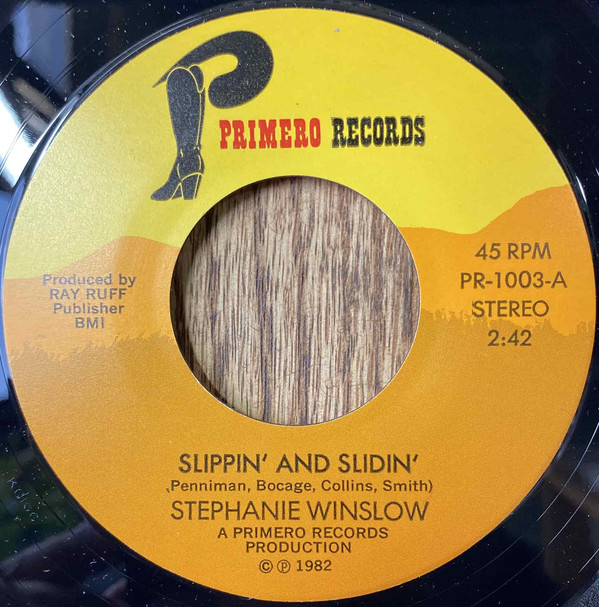 PRIMERO RECORDS
Produced by
RAY RUFF
Publisher
BMI
45 RPM
PR-1003-A
STEREO
2:42
SLIPPIN' AND SLIDIN'
(Penniman, Bocage, Collins, Smith)
STEPHANIE WINSLOW
A PRIMERO RECORDS
PRODUCTION
© ℗ 1982